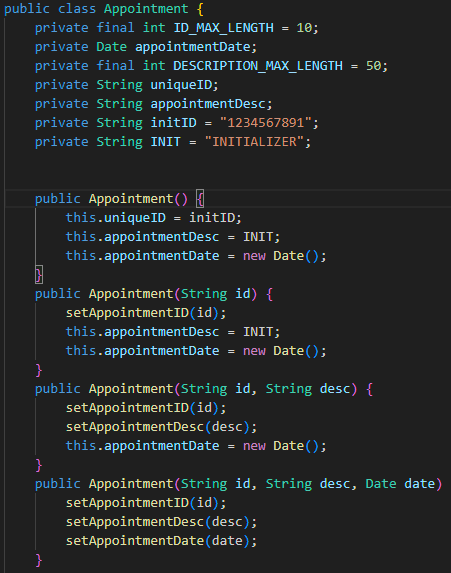 public class Appointment {
    private final int ID_MAX_LENGTH = 10;
    private Date appointmentDate;
    private final int DESCRIPTION_MAX_LENGTH = 50;
    private String uniqueID;
    private String appointmentDesc;
    private String initID = "1234567891";
    private String INIT = "INITIALIZER";
    public Appointment() {
        this.uniqueID = initID;
        this.appointmentDesc = INIT;
        this.appointmentDate = new Date();
    }
    public Appointment(String id) {
        setAppointmentID(id);
        this.appointmentDesc = INIT;
        this.appointmentDate = new Date();
    }
    public Appointment(String id, String desc) {
        setAppointmentID(id);
        setAppointmentDesc(desc);
        this.appointmentDate = new Date();
    }
    public Appointment(String id, String desc, Date date)
        setAppointmentID(id);
        setAppointmentDesc(desc);
        setAppointmentDate(date);
    }